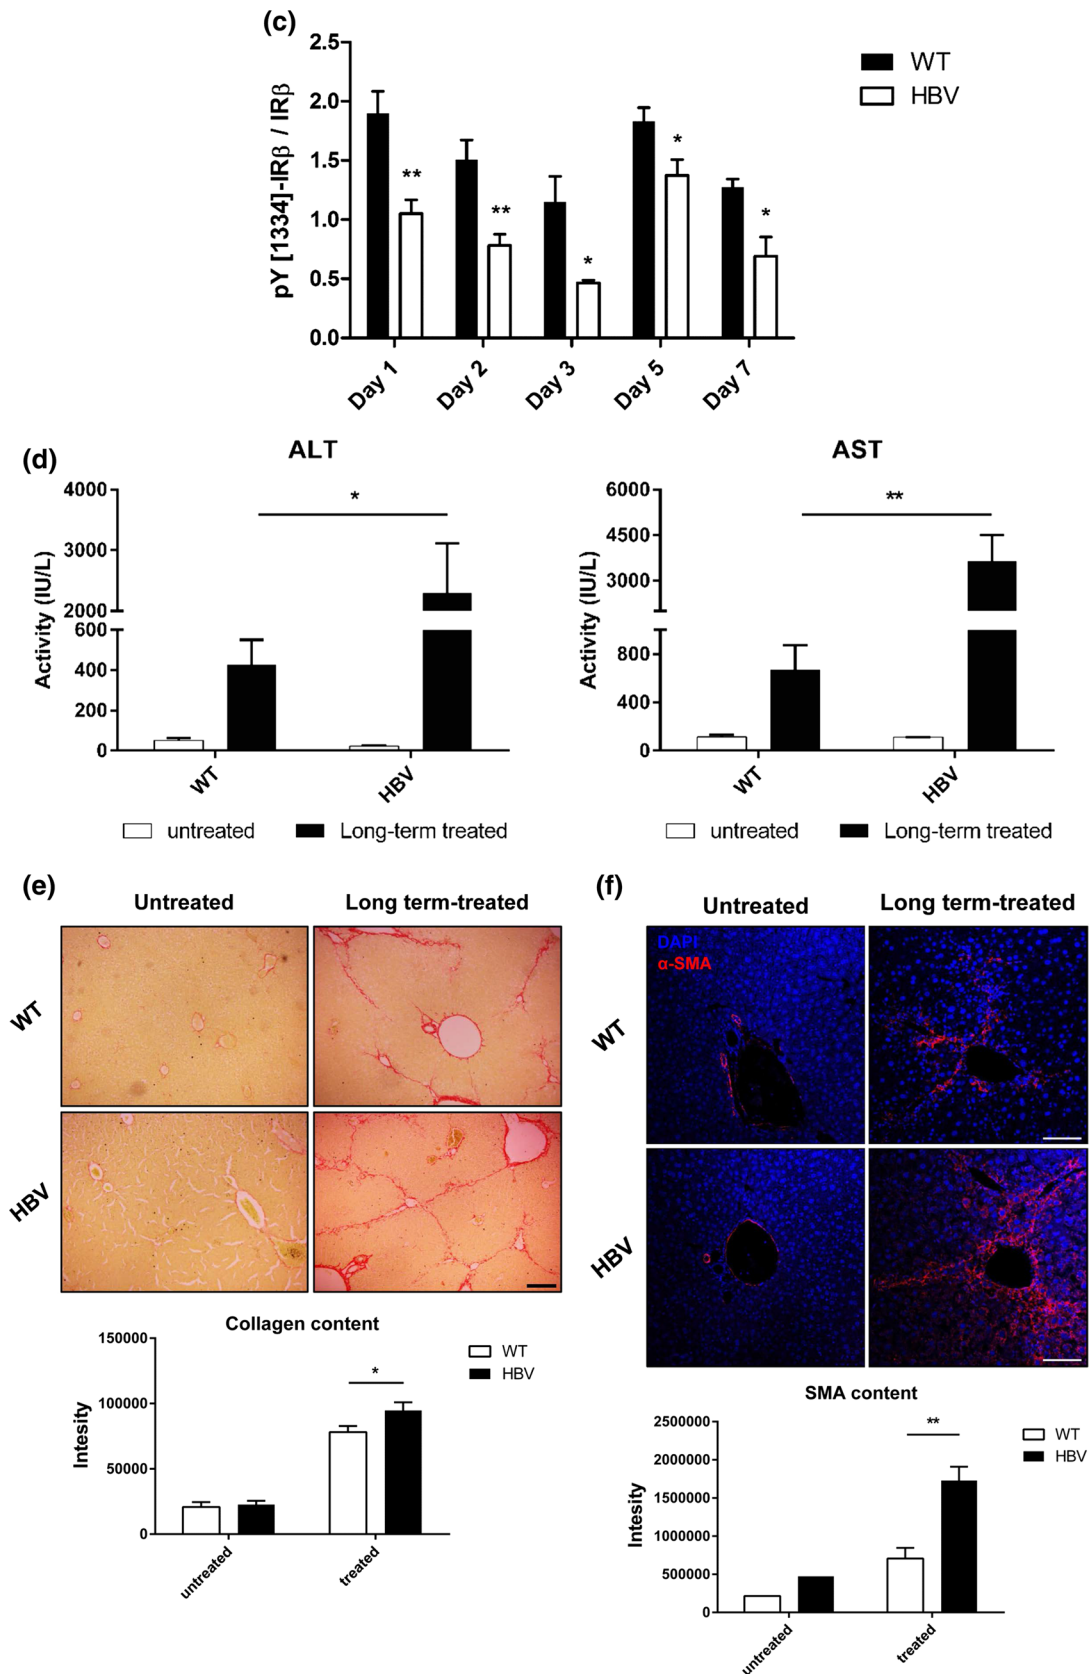 (c)
2.5
2.0
1.5
1.0
0.5
0.0
pY [1334]-IRβ / IRβ
WT
HBV
**
**
*
*
*
Day 1
Day 2
Day 3
Day 5
Day 7
(d)
ALT
4000
3000
2000
600
400
200
0
Activity (IU/L)
*
WT
HBV
untreated
Long-term treated
AST
6000
4500
3000
800
400
0
Activity (IU/L)
**
WT
HBV
untreated
Long-term treated
(e)
Untreated
Long term-treated
WT
HBV
Collagen content
150000
100000
50000
0
Intesity
*
WT
HBV
untreated
treated
(f)
Untreated
Long term-treated
DAPI
α-SMA
WT
HBV
SMA content
2500000
2000000
1500000
1000000
500000
0
Intesity
**
WT
HBV
untreated
treated